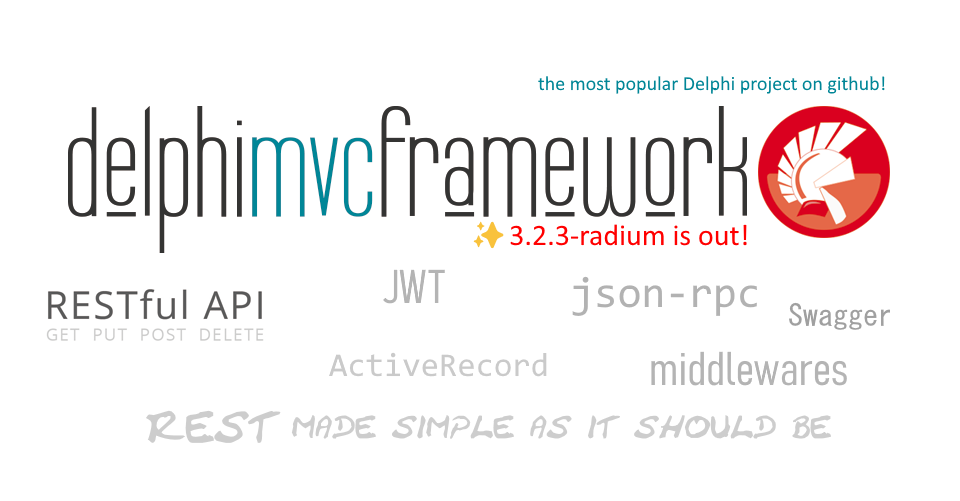 the most popular Delphi project on github!
delphimvcframework
✨ 3.2.3-radium is out!
JWT
json-rpc
RESTful API
Swagger
GET PUT POST DELETE
ActiveRecord
middlewares
REST MADE SIMPLE AS IT SHOULD BE